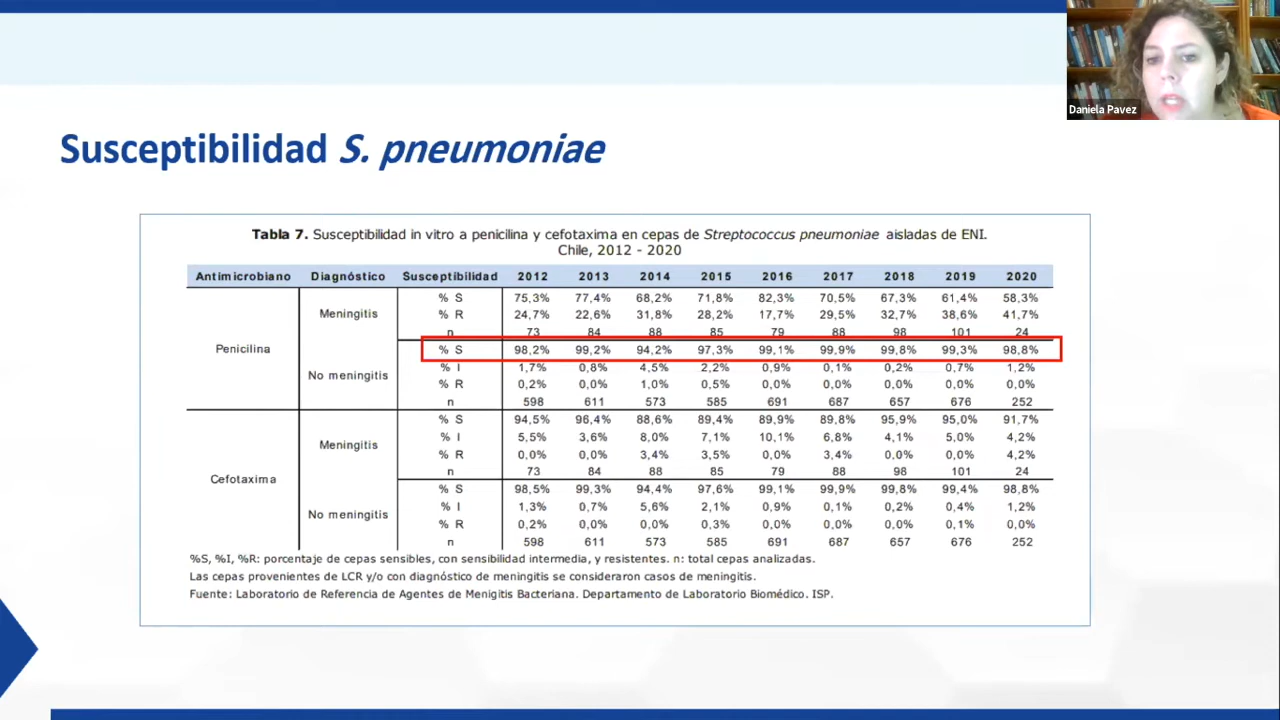 Daniela Pavez
Susceptibilidad S. pneumoniae
Tabla 7. Susceptibilidad in vitro a penicilina y cefotaxima en cepas de Streptococcus pneumoniae aisladas de ENI.
Chile, 2012 - 2020
Antimicrobiano Diagnóstico Susceptibilidad 2012 2013 2014 2015 2016 2017 2018 2019 2020
% S 75,3% 77,4% 68,2% 71,8% 82,3% 70,5% 67,3% 61,4% 58,3%
Meningitis % R 24,7% 22,6% 31,8% 28,2% 17,7% 29,5% 32,7% 38,6% 41,7%
n 73 84 88 85 79 88 98 101 24
Penicilina % S 98,2% 99,2% 94,2% 97,3% 99,1% 99,9% 99,8% 99,3% 98,8%
No meningitis % I 1,7% 0,8% 4,5% 2,2% 0,9% 0,1% 0,2% 0,7% 1,2%
% R 0,2% 0,0% 1,0% 0,5% 0,0% 0,0% 0,0% 0,0% 0,0%
n 598 611 573 585 691 687 657 676 252
% S 94,5% 96,4% 88,6% 89,4% 89,9% 89,8% 95,9% 95,0% 91,7%
Meningitis % I 5,5% 3,6% 8,0% 7,1% 10,1% 6,8% 4,1% 5,0% 4,2%
% R 0,0% 0,0% 3,4% 3,5% 0,0% 3,4% 0,0% 0,0% 4,2%
n 73 84 88 85 79 88 98 101 24
Cefotaxima % S 98,5% 99,3% 94,4% 97,6% 99,1% 99,9% 99,8% 99,4% 98,8%
No meningitis % I 1,3% 0,7% 5,6% 2,1% 0,9% 0,1% 0,2% 0,4% 1,2%
% R 0,2% 0,0% 0,0% 0,3% 0,0% 0,0% 0,0% 0,1% 0,0%
n 598 611 573 585 691 687 657 676 252
%S, %I, %R: porcentaje de cepas sensibles, con sensibilidad intermedia, y resistentes. n: total cepas analizadas.
Las cepas provenientes de LCR y/o con diagnóstico de meningitis se consideraron casos de meningitis.
Fuente: Laboratorio de Referencia de Agentes de Menigitis Bacteriana. Departamento de Laboratorio Biomédico. ISP.